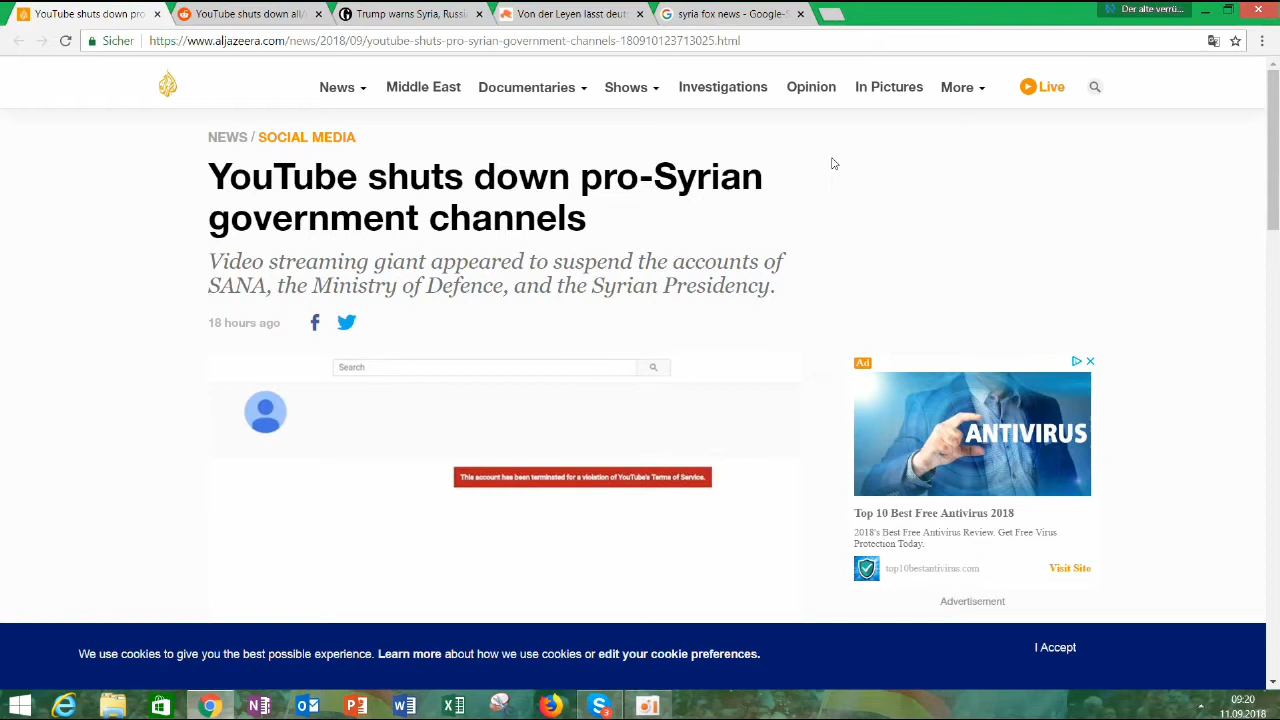 YouTube shuts down pro-
YouTube shuts down all
Trump warns Syria, Russi
Von der Leyen lässt deut
syria fox news - Google-S
Der alte verrü...
Sicher
https://www.aljazeera.com/news/2018/09/youtube-shuts-pro-syrian-government-channels-180910123713025.html
News
Middle East
Documentaries
Shows
Investigations
Opinion
In Pictures
More
Live
NEWS / SOCIAL MEDIA
YouTube shuts down pro-Syrian
government channels
Video streaming giant appeared to suspend the accounts of
SANA, the Ministry of Defence, and the Syrian Presidency.
18 hours ago
Search
This account has been terminated for a violation of YouTube's Terms of Service.
Ad
ANTIVIRUS
Top 10 Best Free Antivirus 2018
2018's Best Free Antivirus Review. Get Free Virus
Protection Today.
top10bestantivirus.com
Visit Site
Advertisement
We use cookies to give you the best possible experience. Learn more about how we use cookies or edit your cookie preferences.
I Accept
09:20
11.09.2018